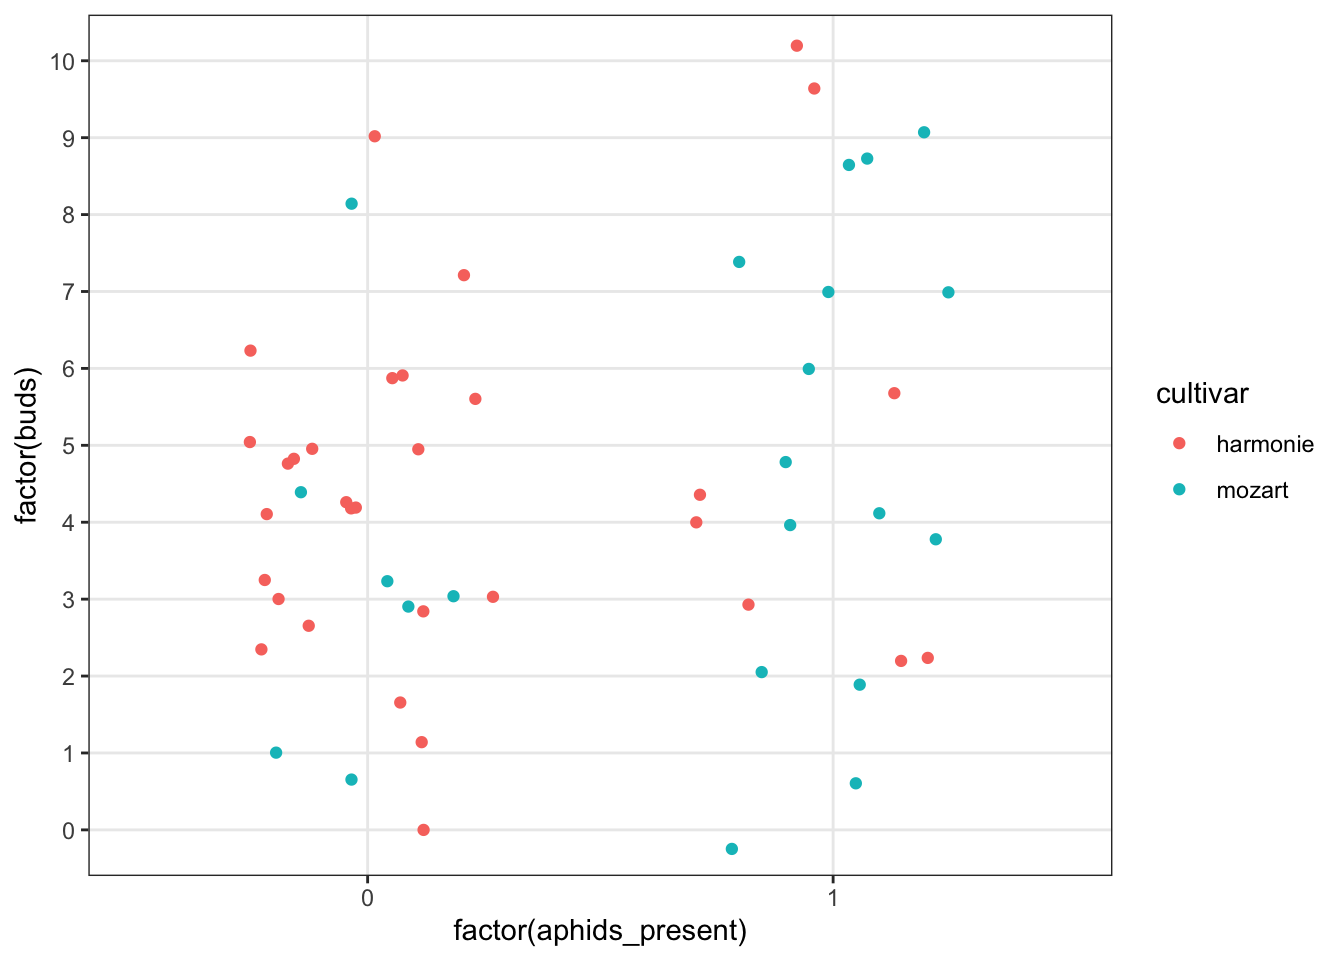 10
9
8
7
6
5
4
3
2
1
0
factor(buds)
0 1
factor(aphids_present)
cultivar
harmonie
mozart